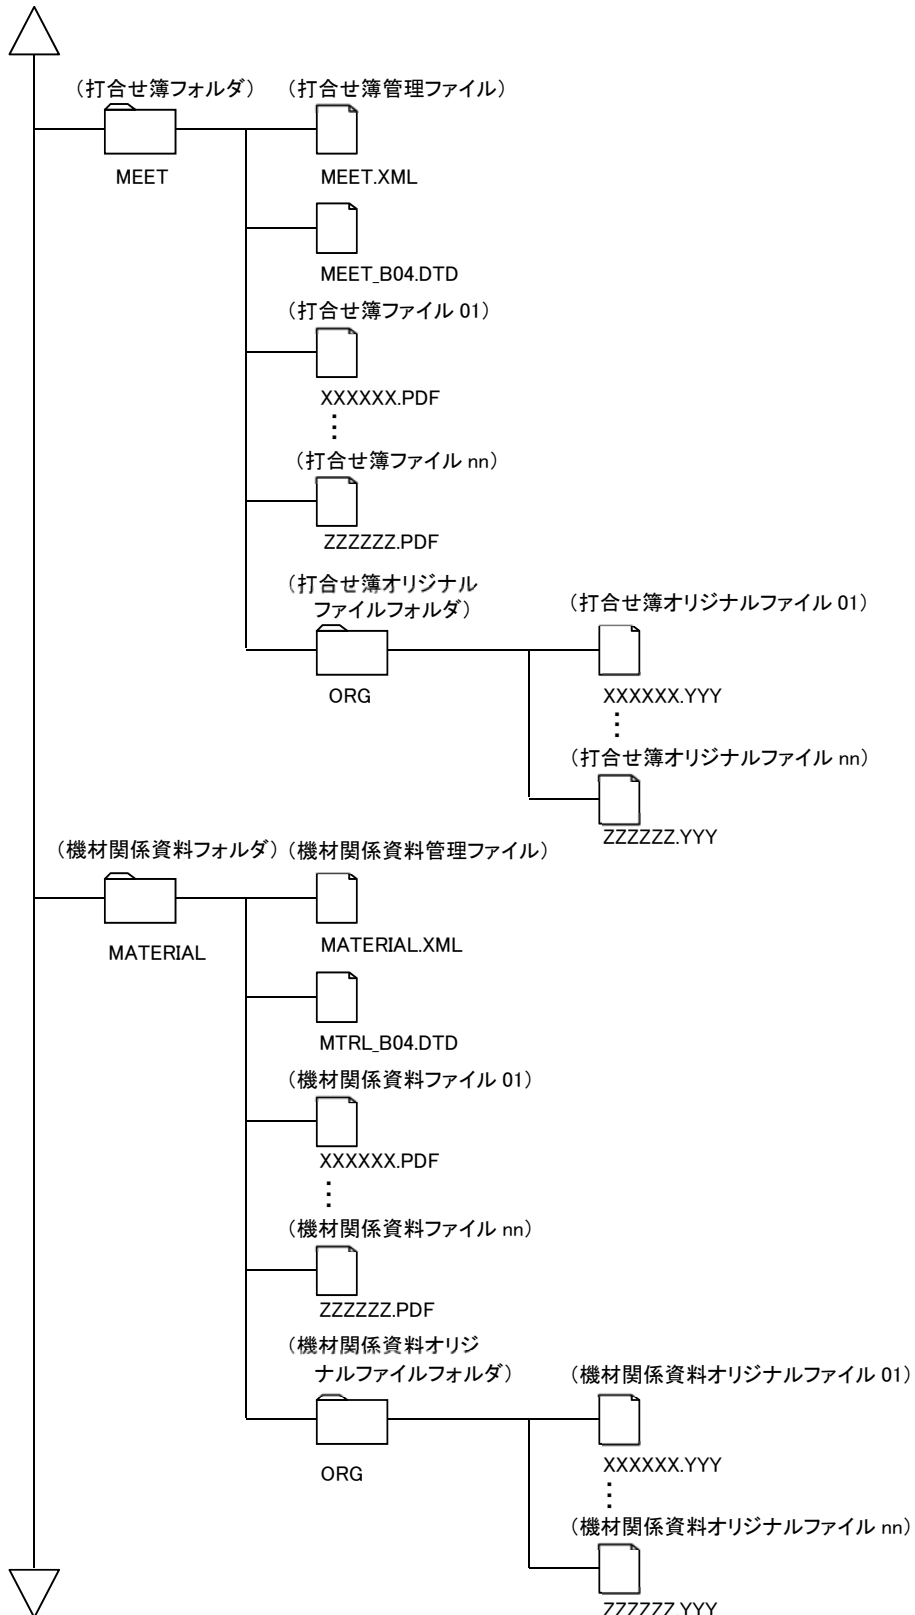 （打合せ簿フォルダ）
（打合せ簿管理ファイル）
MEET
MEET.XML
MEET_B04.DTD
（打合せ簿ファイル 01）
XXXXXX.PDF
（打合せ簿ファイル nn）
ZZZZZZ.PDF
（打合せ簿オリジナル
ファイルフォルダ）
ORG
（打合せ簿オリジナルファイル 01）
XXXXXX.YYY
（打合せ簿オリジナルファイル nn）
ZZZZZZ.YYY
（機材関係資料フォルダ）
（機材関係資料管理ファイル）
MATERIAL
MATERIAL.XML
MTRL_B04.DTD
（機材関係資料ファイル 01）
XXXXXX.PDF
（機材関係資料ファイル nn）
ZZZZZZ.PDF
（機材関係資料オリジ
ナルファイルフォルダ）
ORG
（機材関係資料オリジナルファイル 01）
XXXXXX.YYY
（機材関係資料オリジナルファイル nn）
ZZZZZZ.YYY